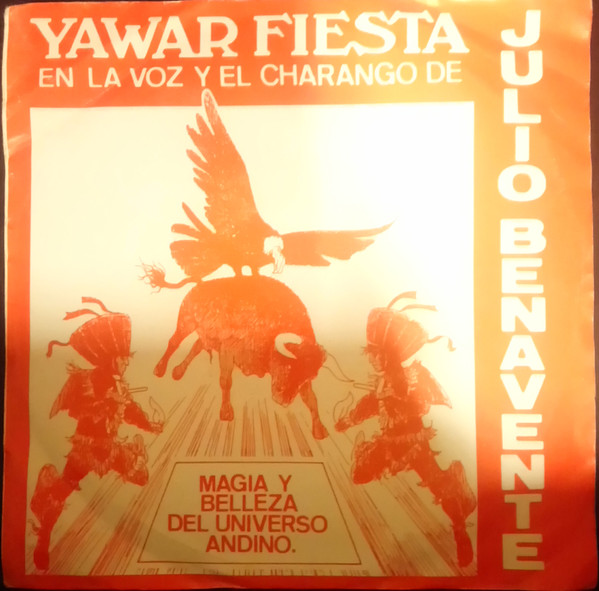 YAWAR FIESTA
EN LA VOZ Y EL CHARANGO DE
JULIO BENAVENTE
MAGIA Y
BELLEZA
DEL UNIVERSO
ANDINO.